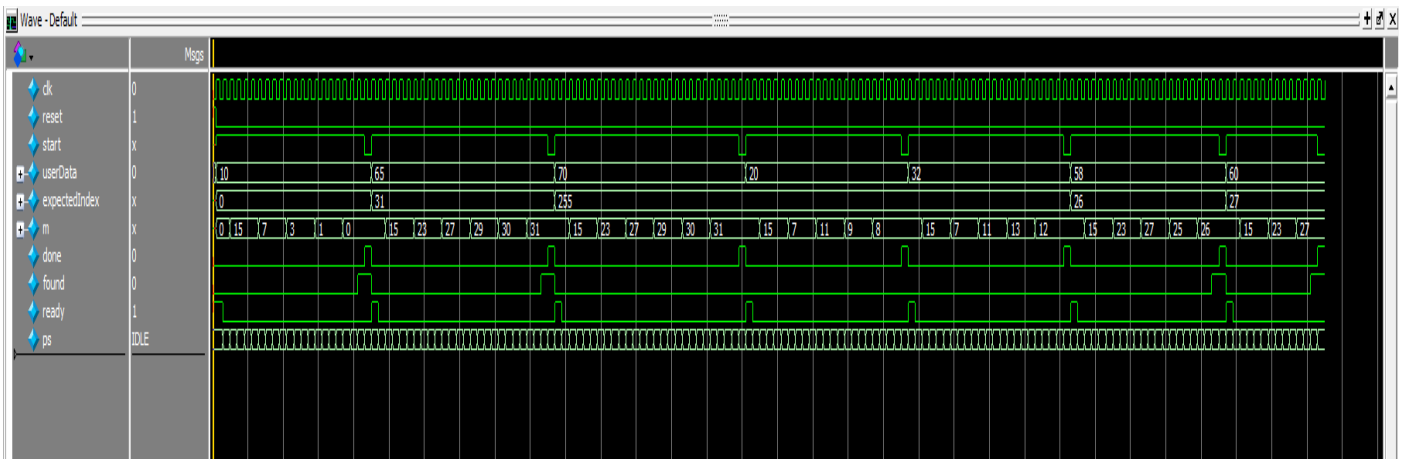 Wave - Default
Msgs
clk 0
reset 1
start x
userData 0 10 65 70 20 32 58 60
expectedIndex x 0 31 255 26 27
m x 0 15 7 3 1 0 15 23 27 29 30 31 15 23 27 29 30 31 15 7 11 9 8 15 7 11 13 12 15 23 27 25 26 15 23 27
done 0
found 0
ready 1
ps IDLE